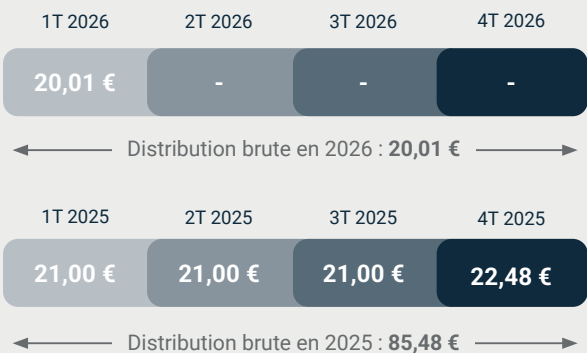 1T 2026 2T 2026 3T 2026 4T 2026
20,01 € - - -
Distribution brute en 2026 : 20,01 €
1T 2025 2T 2025 3T 2025 4T 2025
21,00 € 21,00 € 21,00 € 22,48 €
Distribution brute en 2025 : 85,48 €